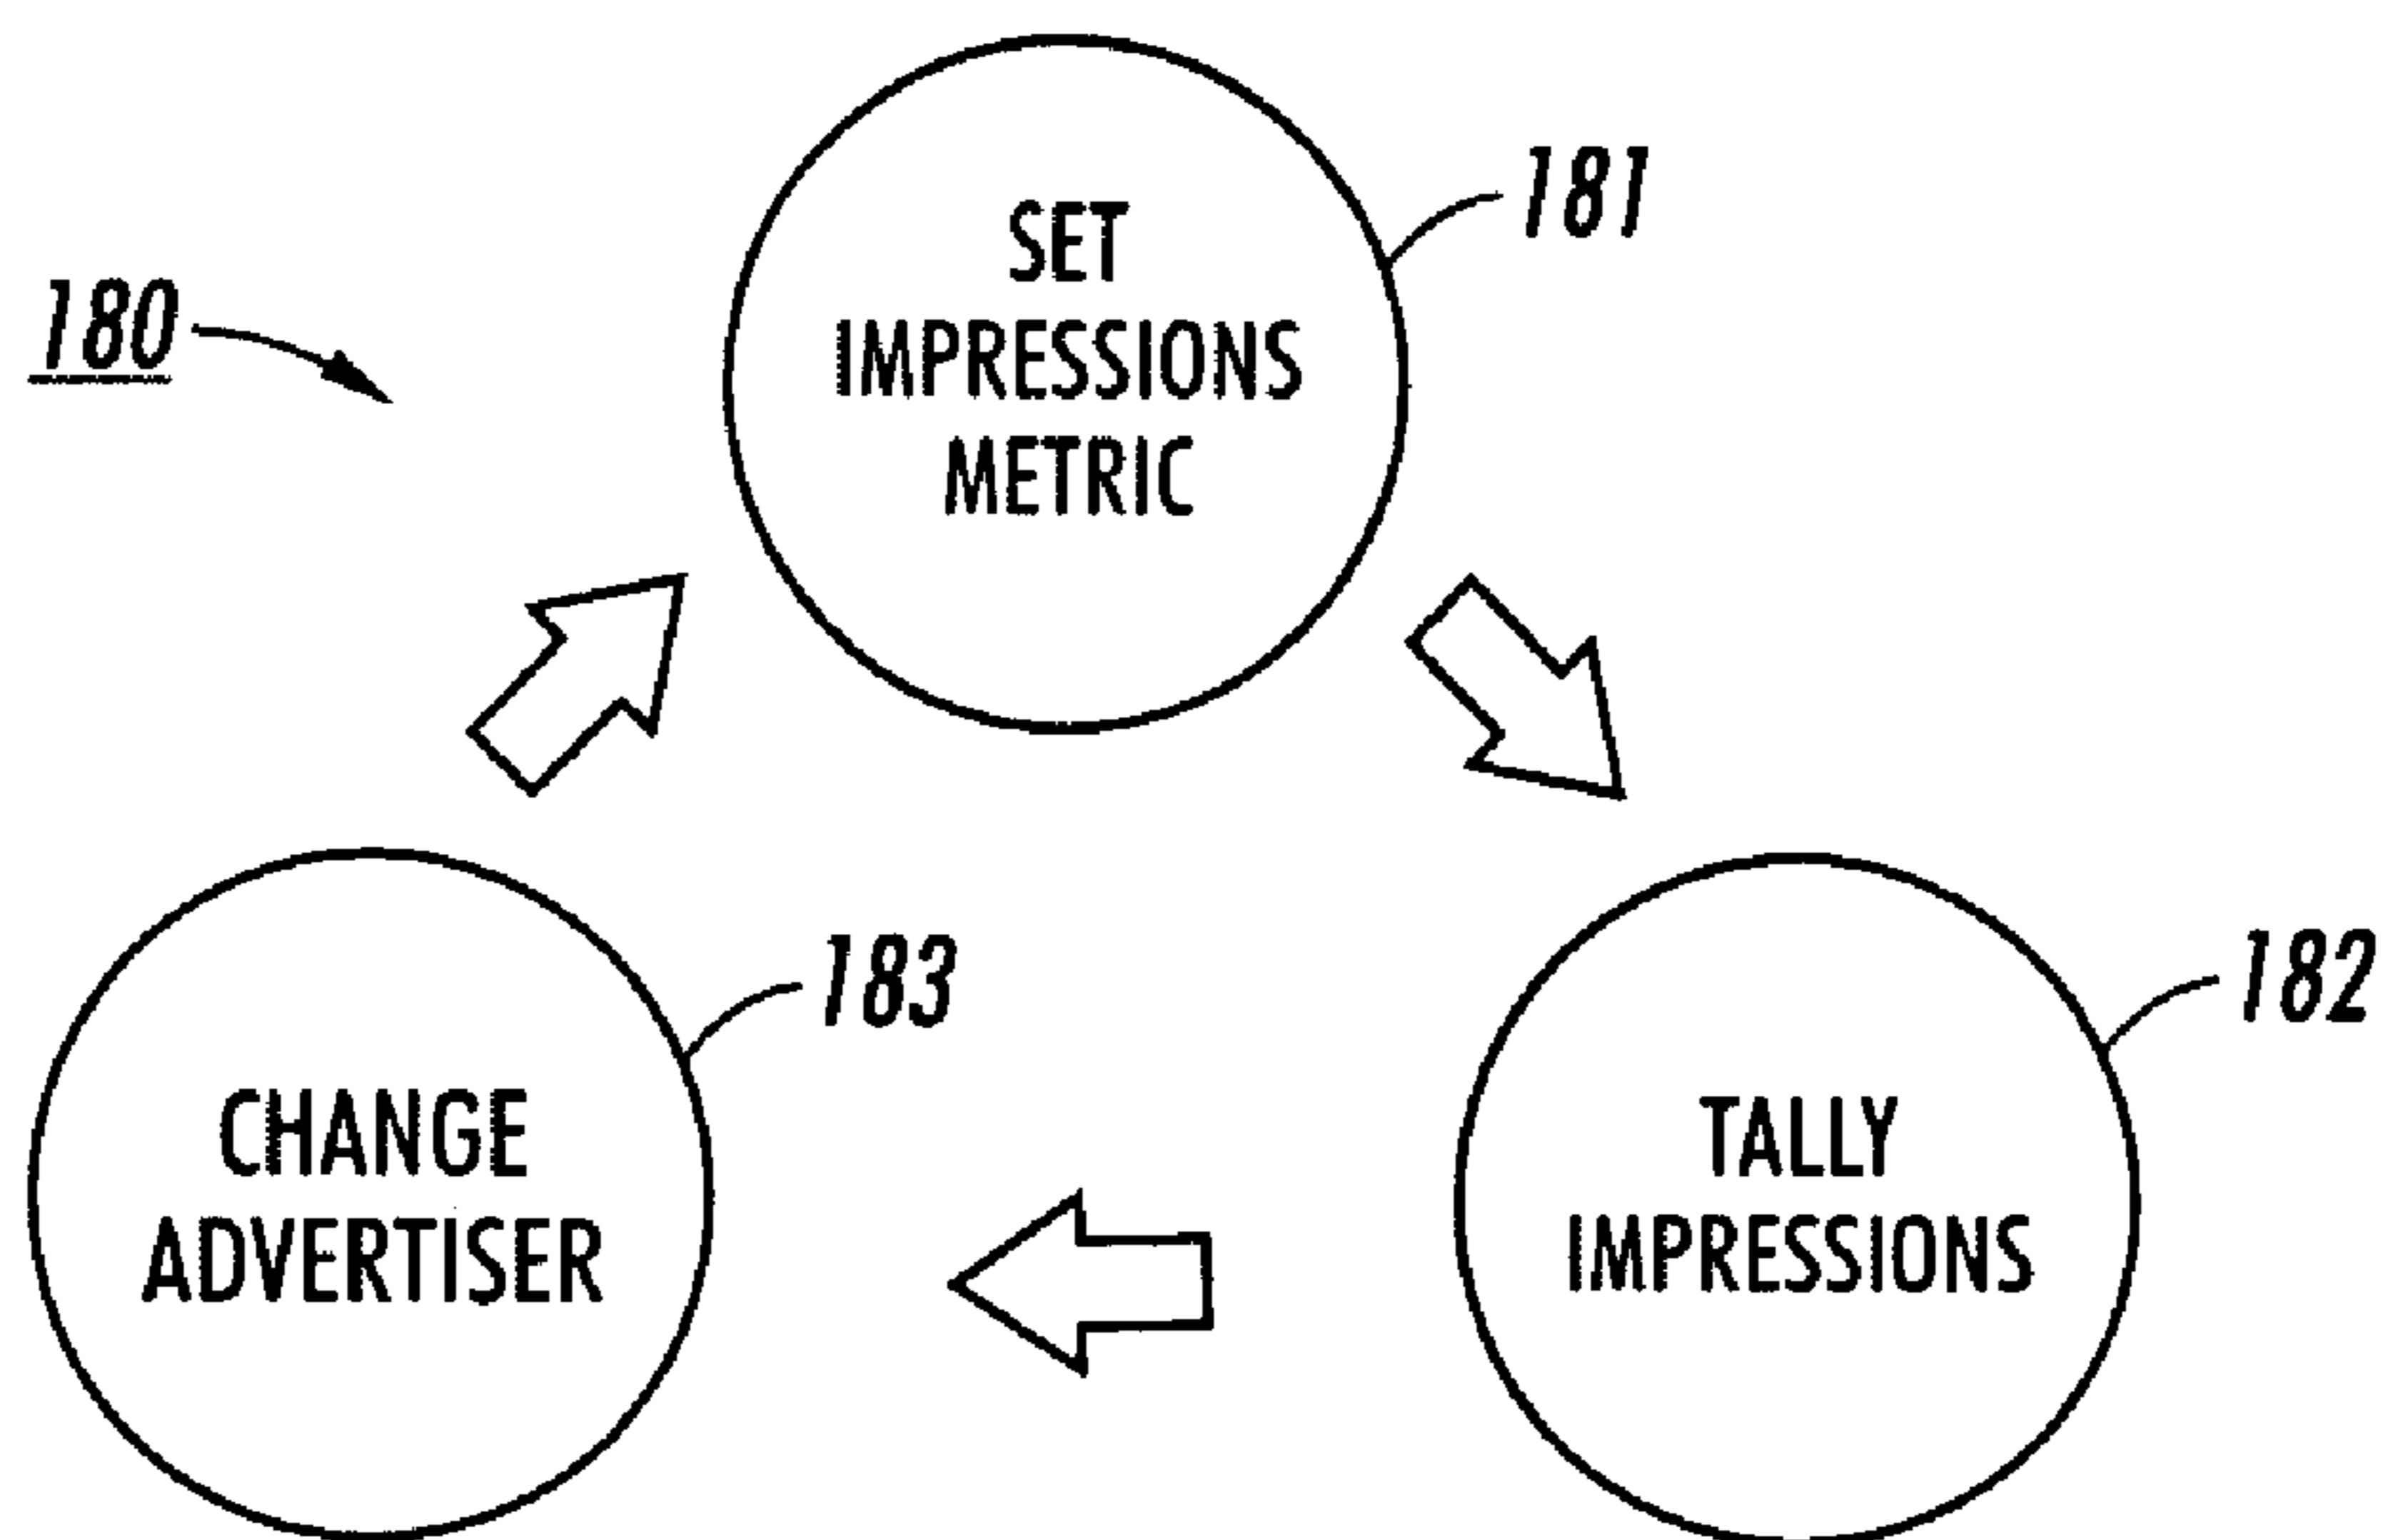 181
SET
IMPRESSIONS
METRIC
180
183
182
CHANGE
ADVERTISER
TALLY
IMPRESSIONS